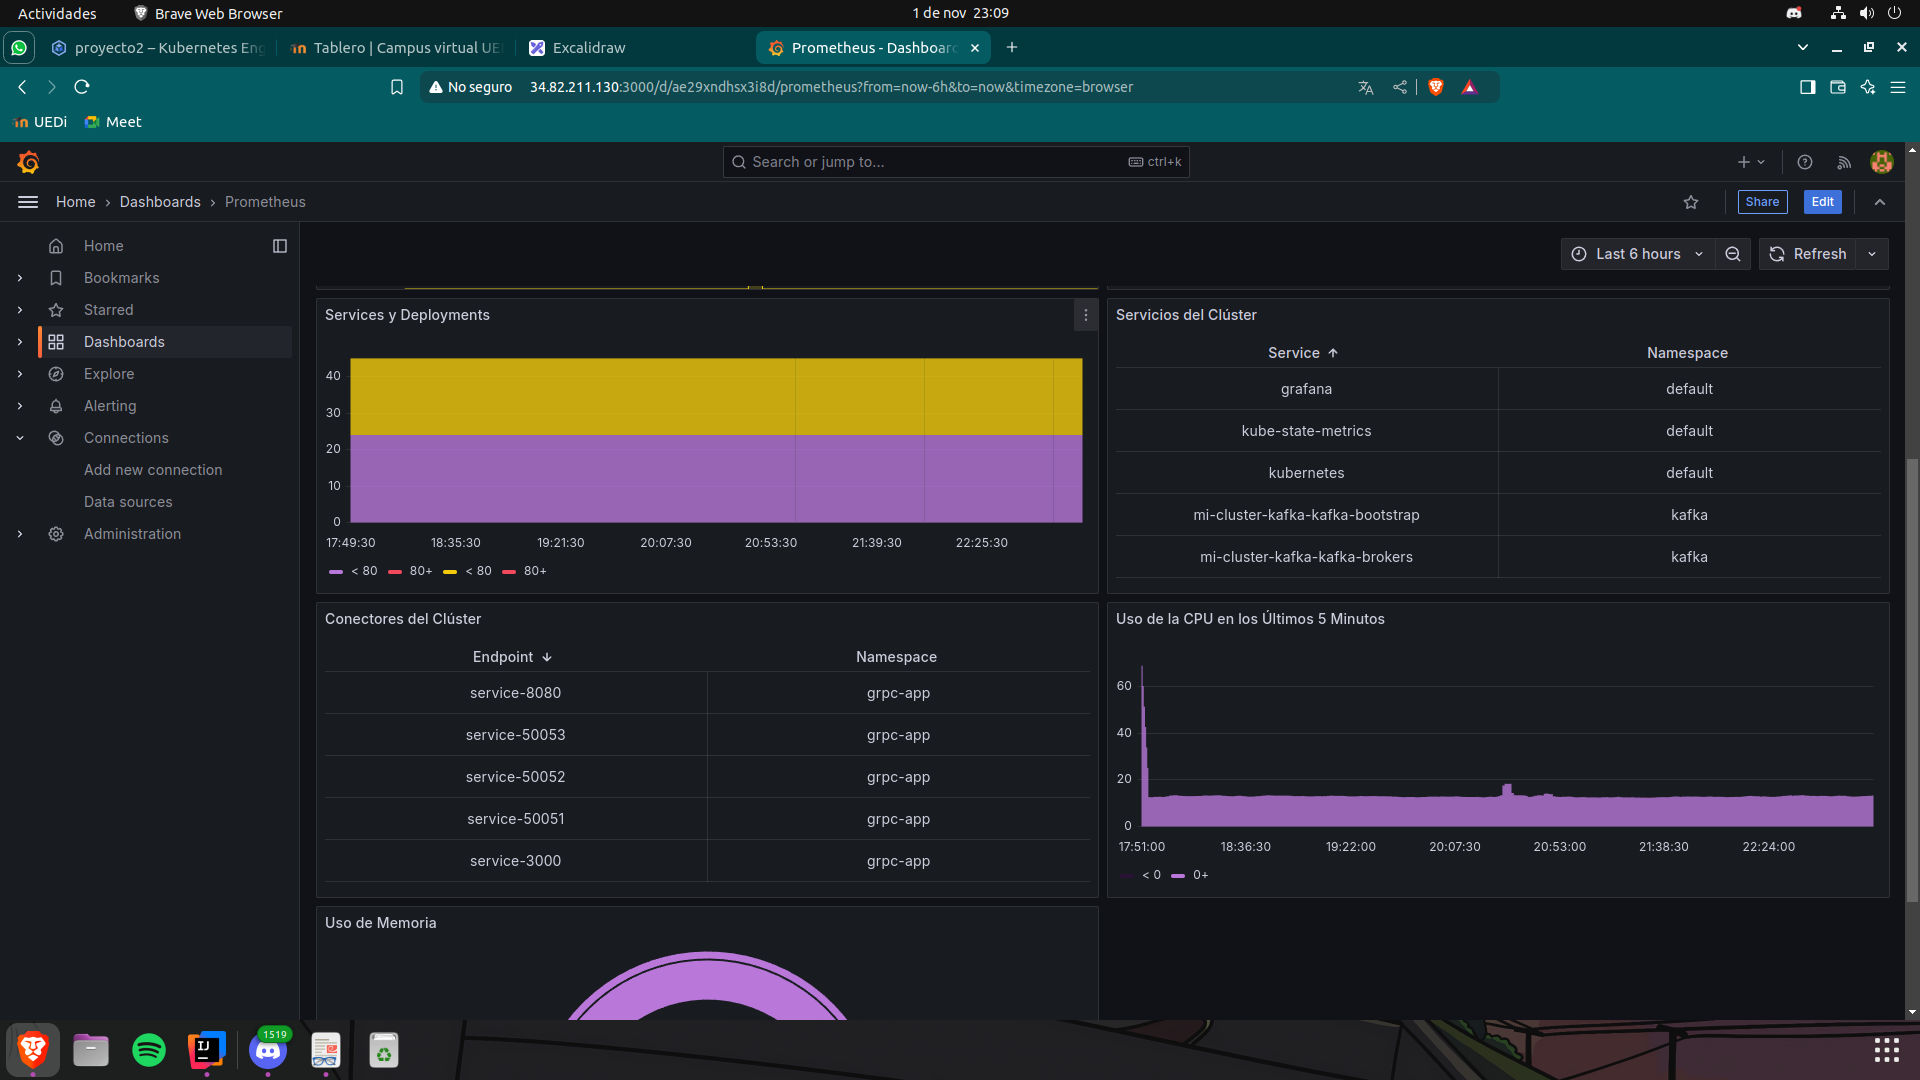 Actividades
Brave Web Browser
1 de nov 23:09
proyecto2 – Kubernetes Eng
Tablero | Campus virtual UE
Excalidraw
Prometheus - Dashboard
No seguro
34.82.211.130:3000/d/ae29xndhsx3i8d/prometheus?from=now-6h&to=now&timezone=browser
UEDi
Meet
Search or jump to...
ctrl+k
Home › Dashboards › Prometheus
Share
Edit
Home
Bookmarks
Starred
Dashboards
Explore
Alerting
Connections
Add new connection
Data sources
Administration
Last 6 hours
Refresh
Services y Deployments
40
30
20
10
0
17:49:30 18:35:30 19:21:30 20:07:30 20:53:30 21:39:30 22:25:30
< 80 80+ < 80 80+
Servicios del Clúster
Service Namespace
grafana default
kube-state-metrics default
kubernetes default
mi-cluster-kafka-kafka-bootstrap kafka
mi-cluster-kafka-kafka-brokers kafka
Conectores del Clúster
Endpoint Namespace
service-8080 grpc-app
service-50053 grpc-app
service-50052 grpc-app
service-50051 grpc-app
service-3000 grpc-app
Uso de la CPU en los Últimos 5 Minutos
60
40
20
0
17:51:00 18:36:30 19:22:00 20:07:30 20:53:00 21:38:30 22:24:00
< 0 0+
Uso de Memoria
IJ
1519